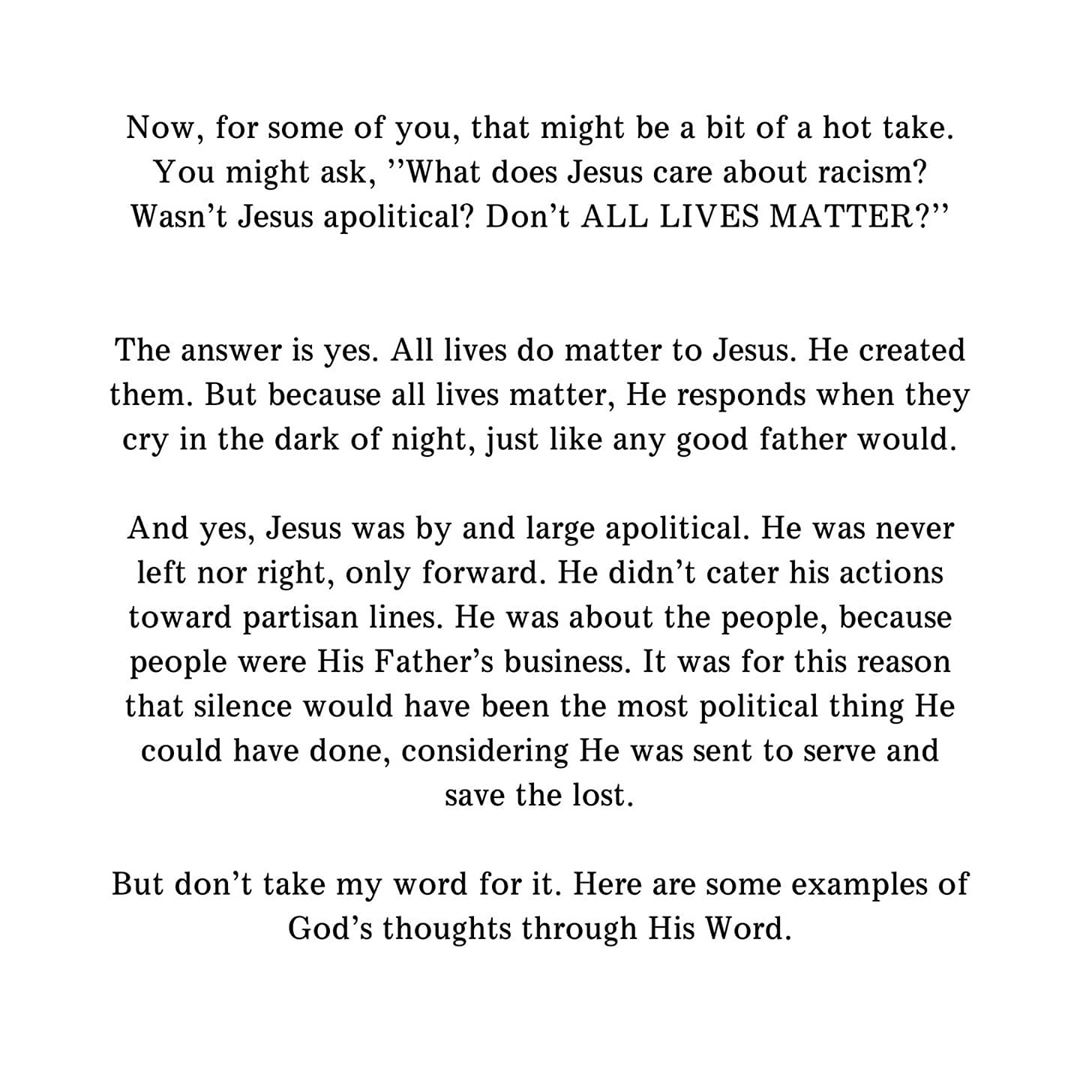 Now, for some of you, that might be a bit of a hot take.
You might ask, ’’What does Jesus care about racism?
Wasn’t Jesus apolitical? Don’t ALL LIVES MATTER?’’
The answer is yes. All lives do matter to Jesus. He created
them. But because all lives matter, He responds when they
cry in the dark of night, just like any good father would.
And yes, Jesus was by and large apolitical. He was never
left nor right, only forward. He didn’t cater his actions
toward partisan lines. He was about the people, because
people were His Father’s business. It was for this reason
that silence would have been the most political thing He
could have done, considering He was sent to serve and
save the lost.
But don’t take my word for it. Here are some examples of
God’s thoughts through His Word.